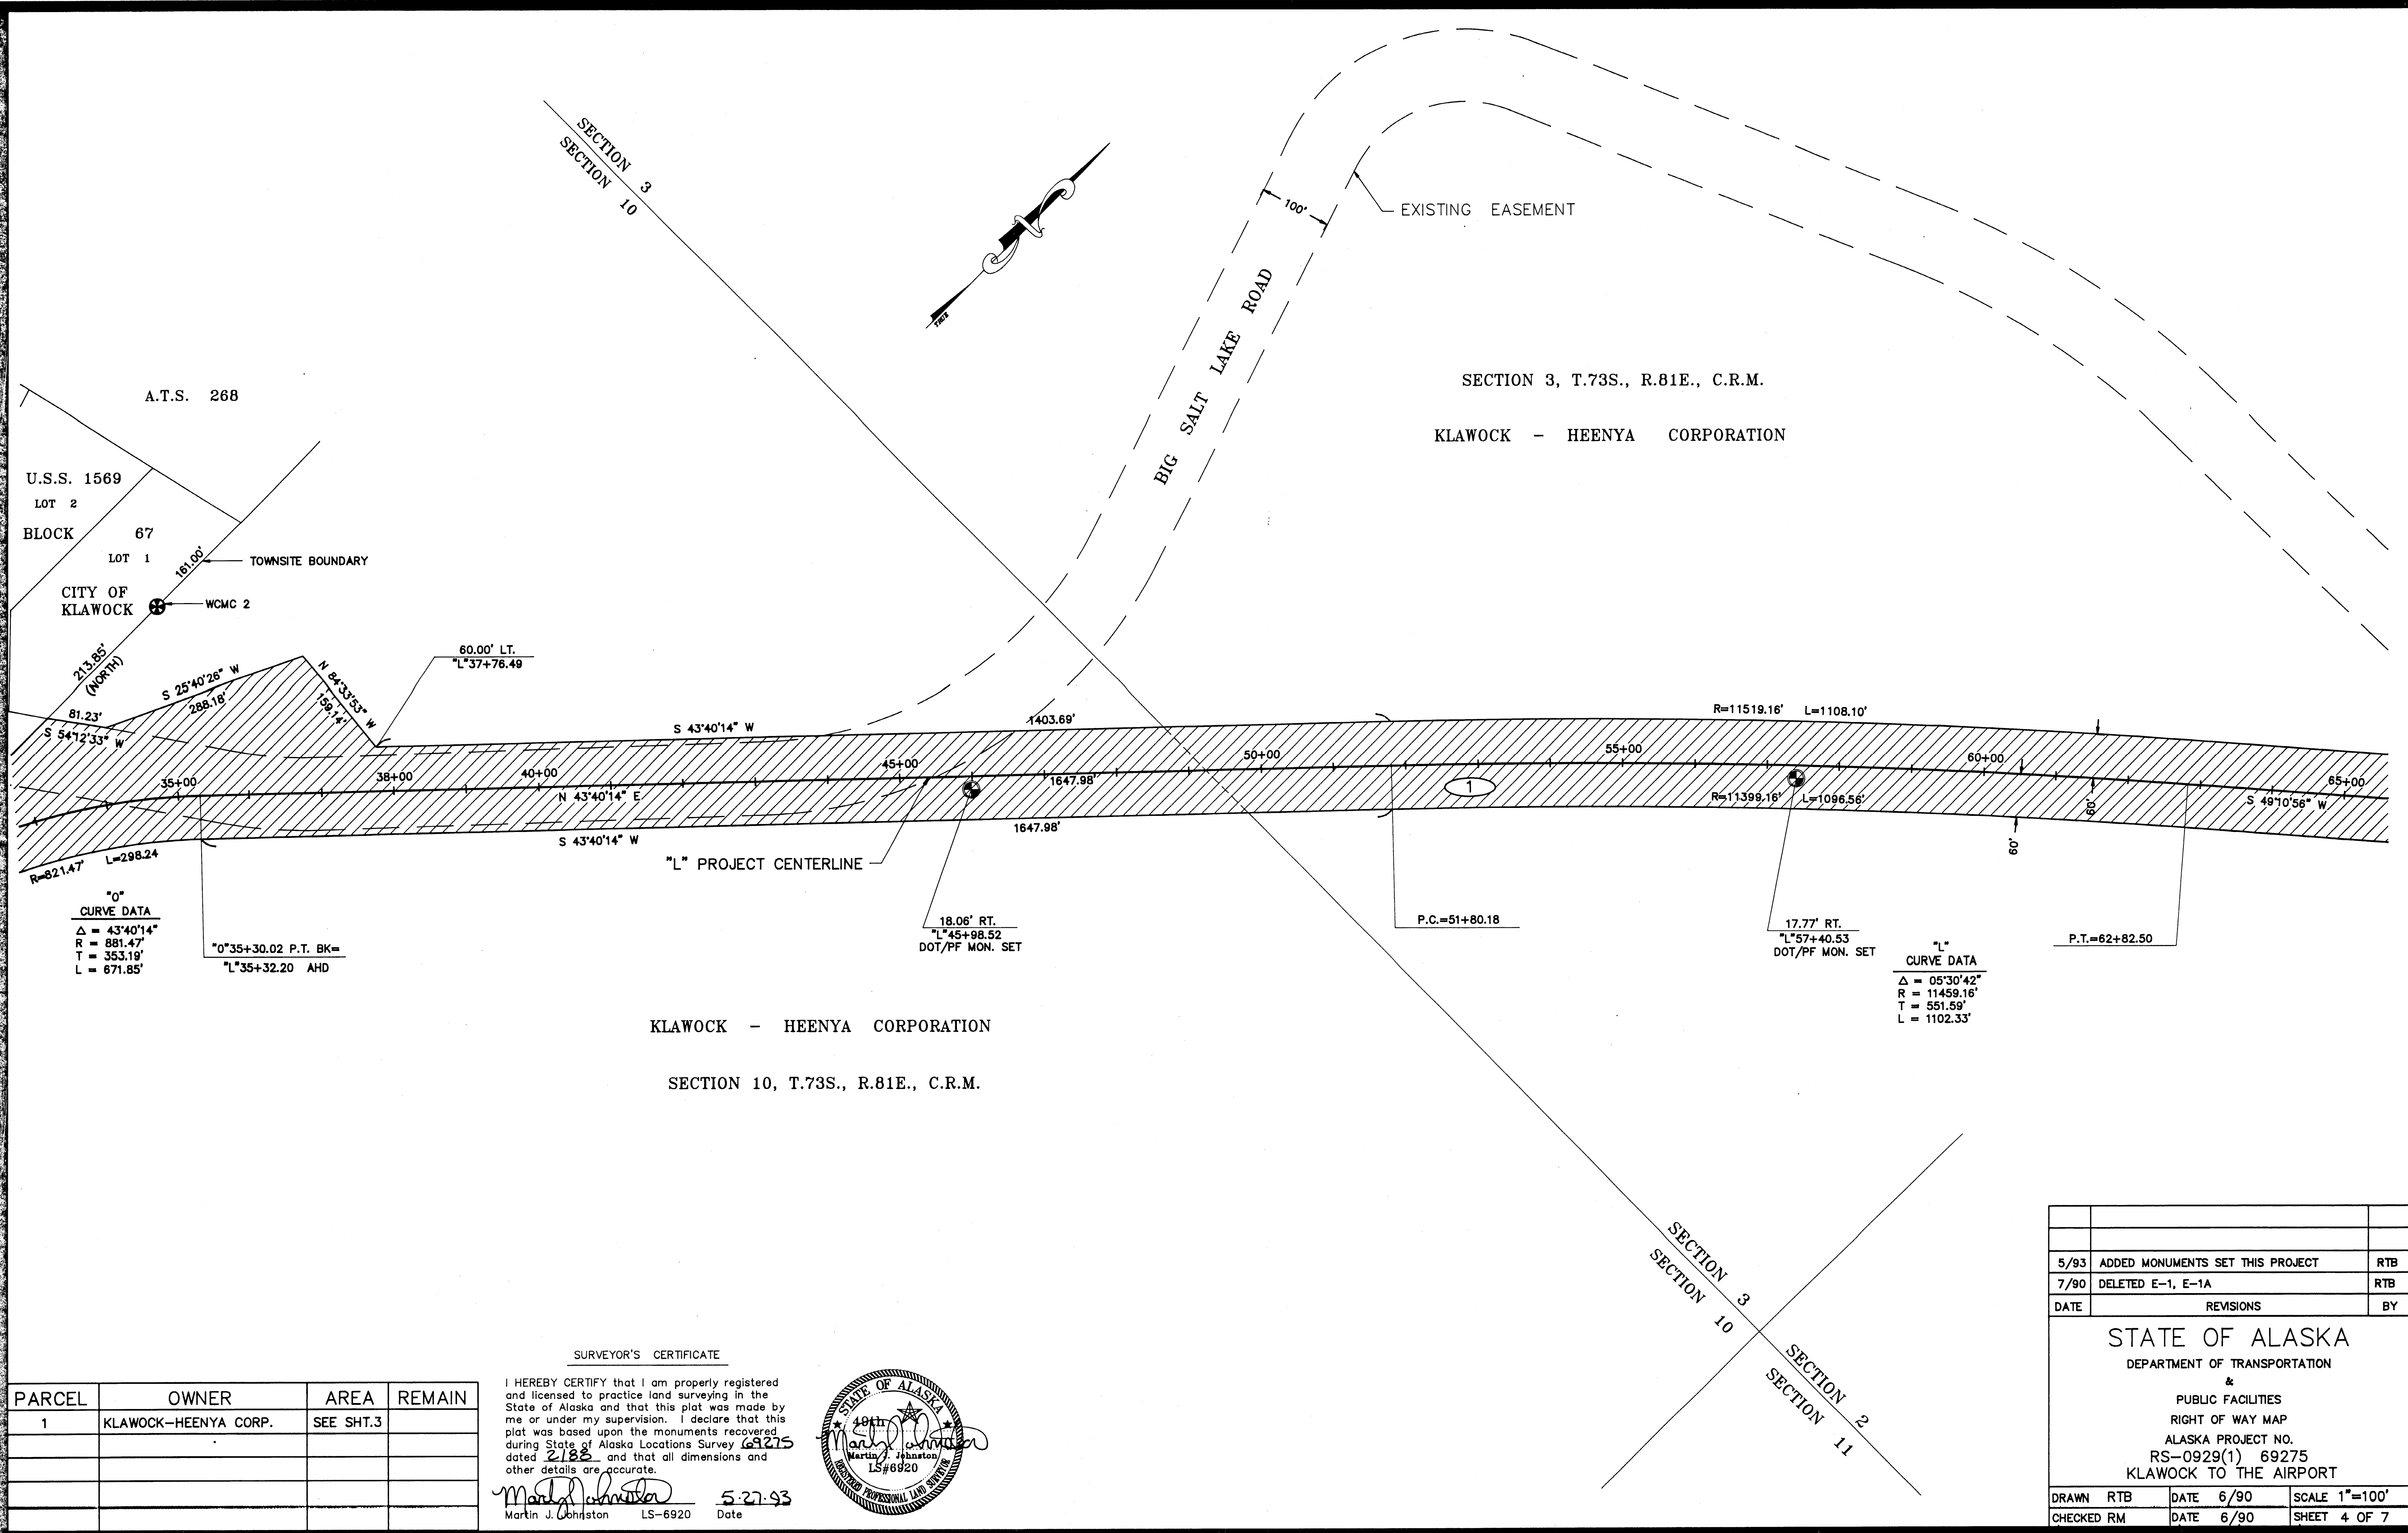 SECTION 3
SECTION 10
TRUE
100'
EXISTING EASEMENT
BIG SALT LAKE ROAD
SECTION 3, T.73S., R.81E., C.R.M.
KLAWOCK - HEENYA CORPORATION
A.T.S. 268
U.S.S. 1569
LOT 2
BLOCK 67
LOT 1
161.00'
TOWNSITE BOUNDARY
CITY OF
KLAWOCK
WCMC 2
213.85'
(NORTH)
S 25°40'26" W
288.18'
N 84°33'53" W
159.14'
81.23'
S 54°12'33" W
60.00' LT.
"L"37+76.49
S 43°40'14" W
1403.69'
R=11519.16' L=1108.10'
35+00
38+00
40+00
45+00
50+00
55+00
60+00
65+00
N 43°40'14" E
1647.98'
1
R=11399.16' L=1096.56'
60'
60'
S 49°10'56" W
S 43°40'14" W
1647.98'
R=821.47' L=298.24
"L" PROJECT CENTERLINE
"O"
CURVE DATA
Δ = 43°40'14"
R = 881.47'
T = 353.19'
L = 671.85'
"O"35+30.02 P.T. BK=
"L"35+32.20 AHD
18.06' RT.
"L"45+98.52
DOT/PF MON. SET
P.C.=51+80.18
17.77' RT.
"L"57+40.53
DOT/PF MON. SET
"L"
CURVE DATA
Δ = 05°30'42"
R = 11459.16'
T = 551.59'
L = 1102.33'
P.T.=62+82.50
KLAWOCK - HEENYA CORPORATION
SECTION 10, T.73S., R.81E., C.R.M.
SECTION 3
SECTION 10
SECTION 2
SECTION 11
PARCEL OWNER AREA REMAIN
1 KLAWOCK-HEENYA CORP. SEE SHT.3
SURVEYOR'S CERTIFICATE
I HEREBY CERTIFY that I am properly registered
and licensed to practice land surveying in the
State of Alaska and that this plat was made by
me or under my supervision. I declare that this
plat was based upon the monuments recovered
during State of Alaska Locations Survey 69275
dated 2/88 and that all dimensions and
other details are accurate.
Marty Johnston 5-27-93
Martin J. Johnston LS-6920 Date
STATE OF ALASKA
49th
Marty Johnston
Martin J. Johnston
LS#6920
REGISTERED PROFESSIONAL LAND SURVEYOR
5/93 ADDED MONUMENTS SET THIS PROJECT RTB
7/90 DELETED E-1, E-1A RTB
DATE REVISIONS BY
STATE OF ALASKA
DEPARTMENT OF TRANSPORTATION
&
PUBLIC FACILITIES
RIGHT OF WAY MAP
ALASKA PROJECT NO.
RS-0929(1) 69275
KLAWOCK TO THE AIRPORT
DRAWN RTB DATE 6/90 SCALE 1"=100'
CHECKED RM DATE 6/90 SHEET 4 OF 7